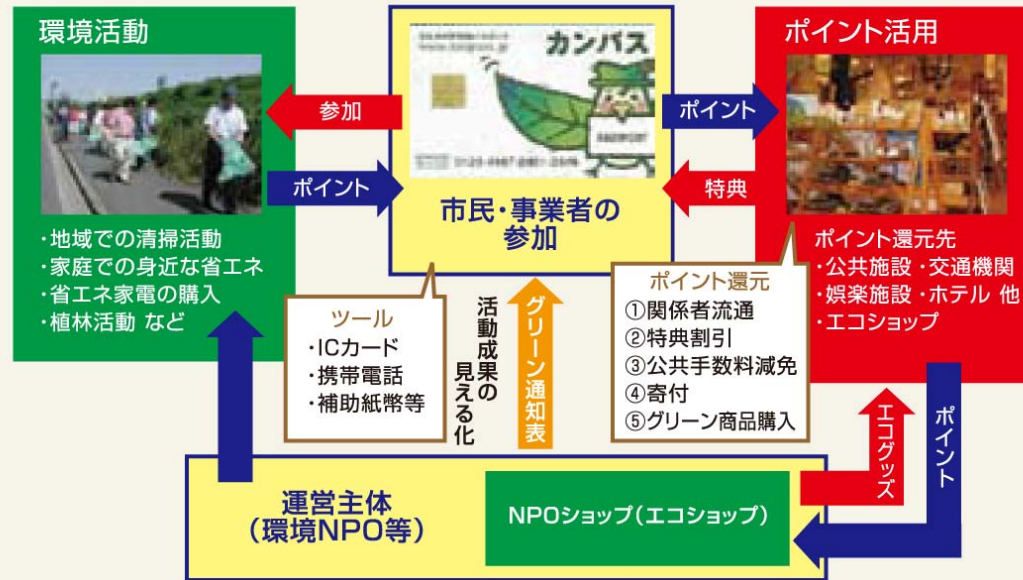 環境活動
・地域での清掃活動
・家庭での身近な省エネ
・省エネ家電の購入
・植林活動 など
参加
ポイント
カンバス
市民・事業者の
参加
ポイント
特典
ポイント活用
ポイント還元先
・公共施設・交通機関
・娯楽施設・ホテル 他
・エコショップ
ツール
・ICカード
・携帯電話
・補助紙幣等
活動成果の
見える化
グリーン通知表
ポイント還元
①関係者流通
②特典割引
③公共手数料減免
④寄付
⑤グリーン商品購入
エコグッズ
ポイント
運営主体
(環境NPO等)
NPOショップ(エコショップ)